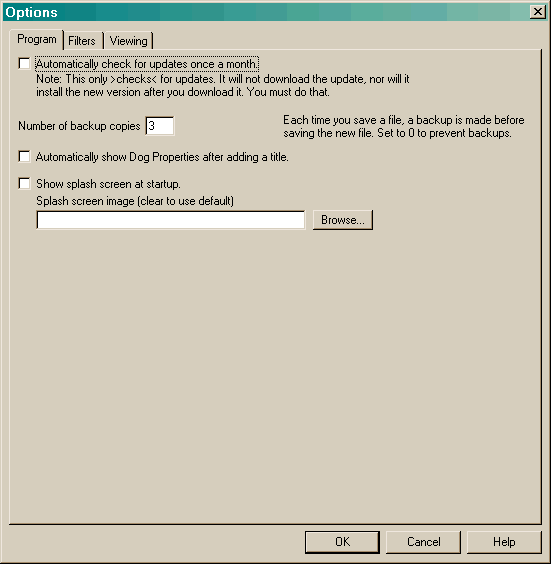 Options
Program Filters Viewing
Automatically check for updates once a month.
Note: This only >checks< for updates. It will not download the update, nor will it
install the new version after you download it. You must do that.
Number of backup copies 3
Each time you save a file, a backup is made before
saving the new file. Set to 0 to prevent backups.
Automatically show Dog Properties after adding a title.
Show splash screen at startup.
Splash screen image (clear to use default)
Browse...
OK Cancel Help